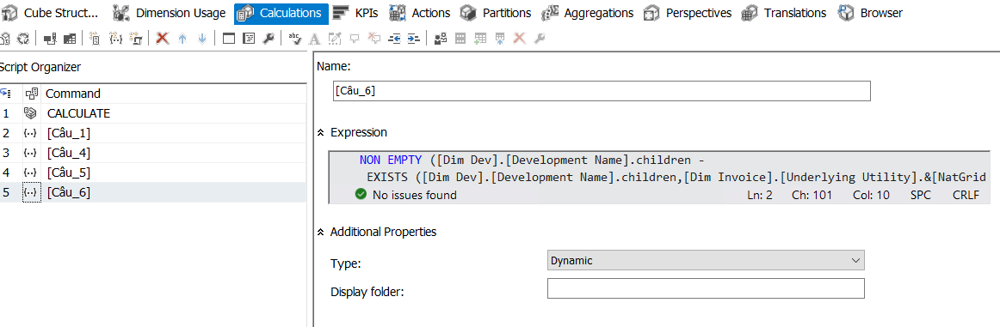 Cube Struct... Dimension Usage Calculations KPIs Actions Partitions Aggregations Perspectives Translations Browser
Script Organizer
Command
1 CALCULATE
2 [Câu_1]
3 [Câu_4]
4 [Câu_5]
5 [Câu_6]
Name:
[Câu_6]
Expression
NON EMPTY ([Dim Dev].[Development Name].children -
EXISTS ([Dim Dev].[Development Name].children,[Dim Invoice].[Underlying Utility].&[NatGrid
No issues found Ln: 2 Ch: 101 Col: 10 SPC CRLF
Additional Properties
Type: Dynamic
Display folder: